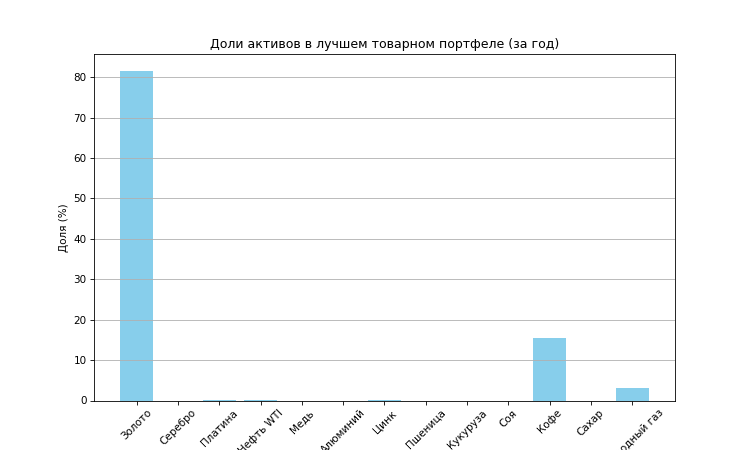 Доли активов в лучшем товарном портфеле (за год)
Доля (%)
80
70
60
50
40
30
20
10
0
Золото
Серебро
Платина
Нефть WTI
Медь
Алюминий
Цинк
Пшеница
Кукуруза
Соя
Кофе
Сахар
газ